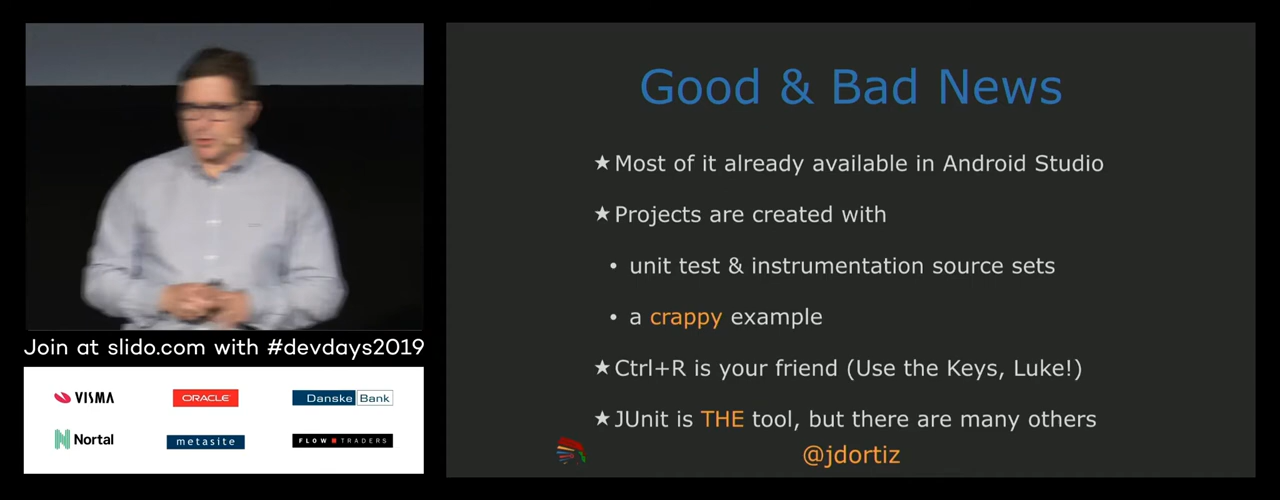 Good & Bad News
★Most of it already available in Android Studio
★Projects are created with
• unit test & instrumentation source sets
• a crappy example
★Ctrl+R is your friend (Use the Keys, Luke!)
★JUnit is THE tool, but there are many others
@jdortiz
Join at slido.com with #devdays2019
VISMA
ORACLE
Danske Bank
Nortal
metasite
FLOW TRADERS